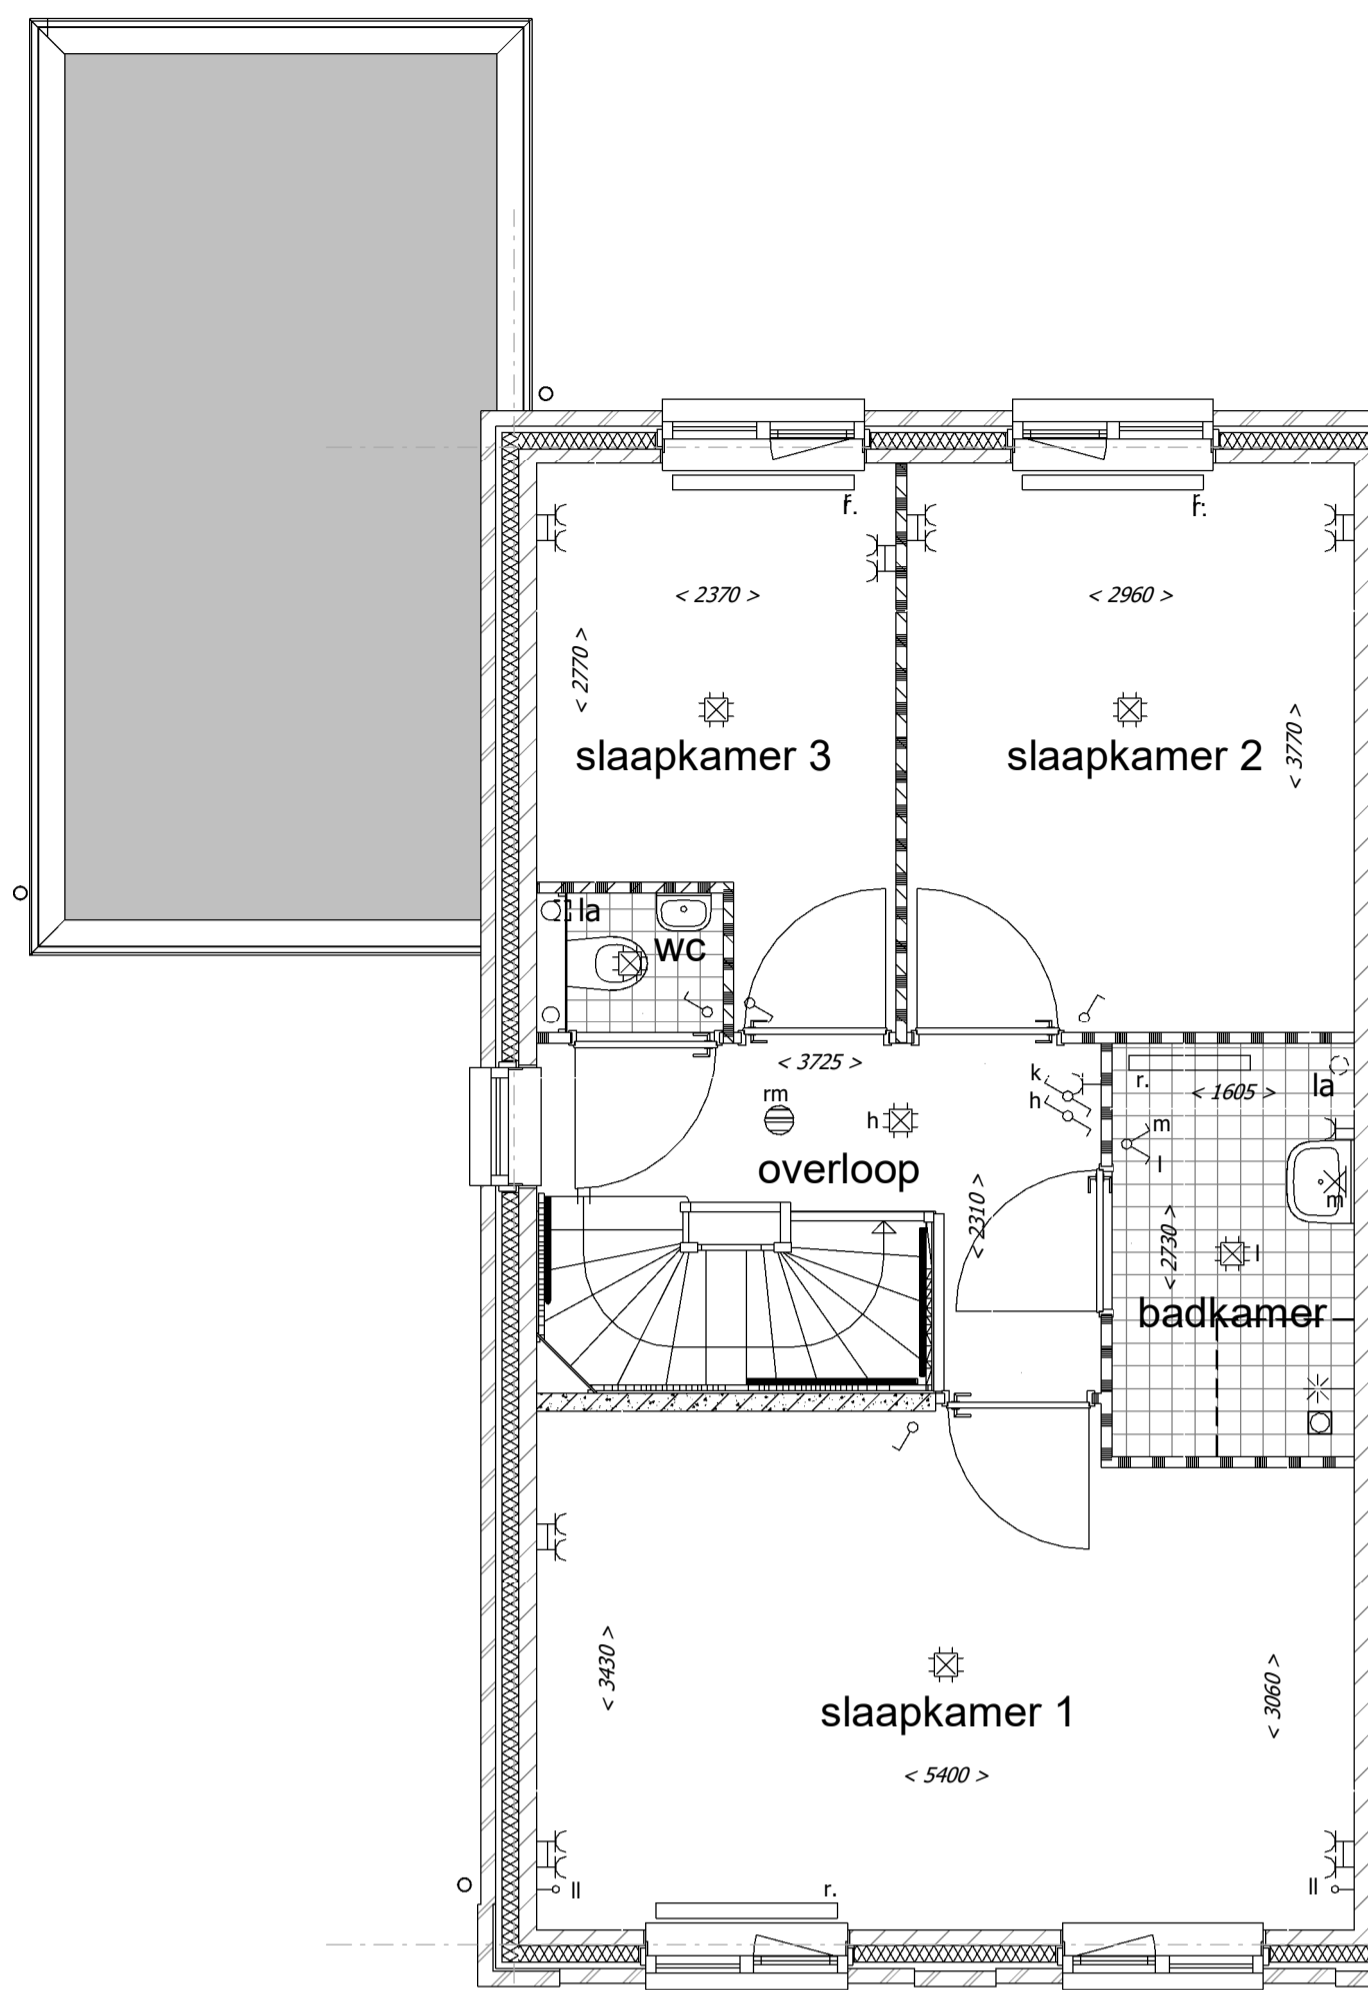 r.
r.
< 2370 >
< 2960 >
< 2770 >
< 3770 >
slaapkamer 3
slaapkamer 2
la
wc
< 3725 >
k
h
r.
< 1605 >
la
rm
h
m
l
overloop
< 2310 >
< 2730 >
m
l
badkamer
< 3430 >
< 3060 >
slaapkamer 1
< 5400 >
ll
r.
ll